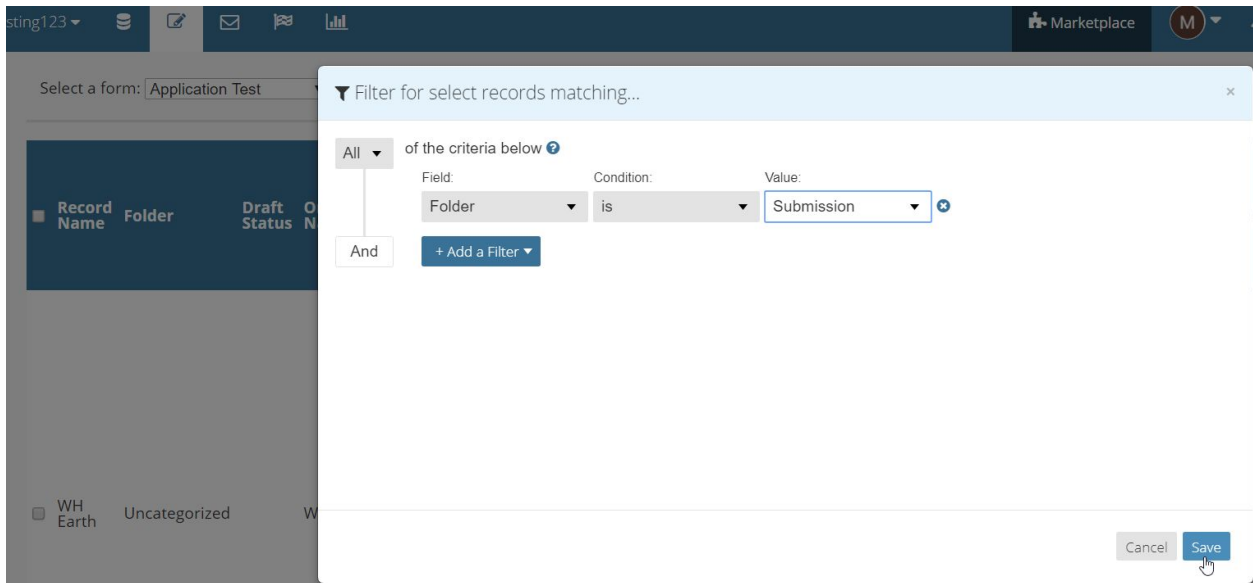 sting123
Marketplace
M
Select a form: Application Test
Filter for select records matching...
×
All
of the criteria below ?
Field:
Condition:
Value:
Folder
is
Submission
And
+ Add a Filter
Record
Name
Folder
Draft
Status
O
N
WH
Earth
Uncategorized
W
Cancel
Save